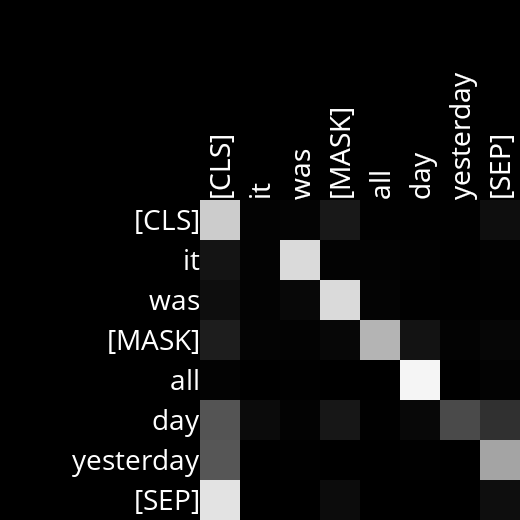 [CLS] it was [MASK] all day yesterday [SEP]
[CLS]
it
was
[MASK]
all
day
yesterday
[SEP]